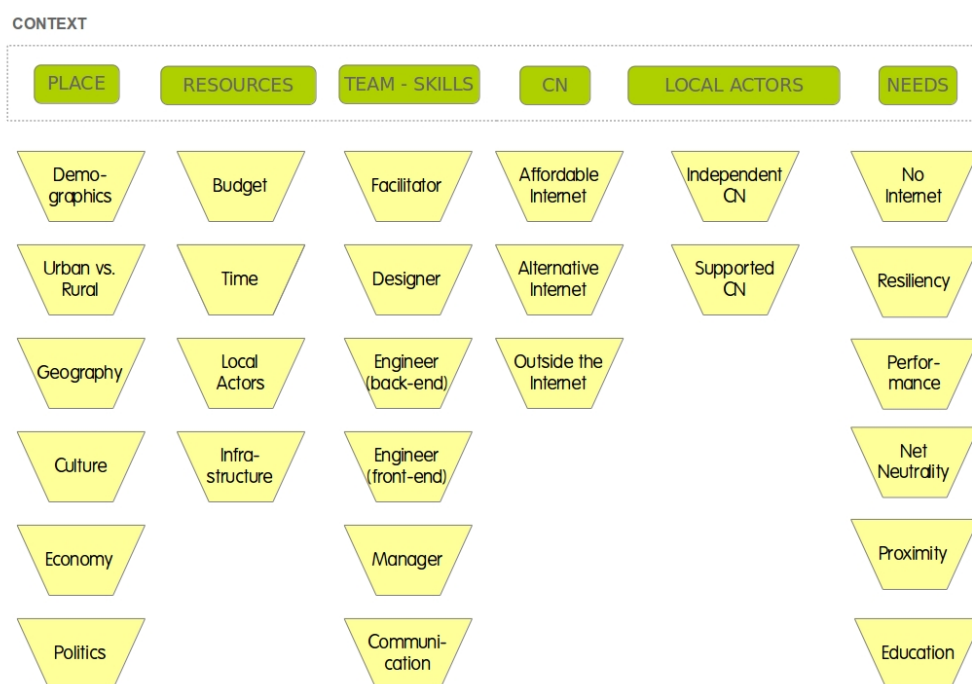 CONTEXT
PLACE
RESOURCES
TEAM - SKILLS
CN
LOCAL ACTORS
NEEDS
Demo-
graphics
Budget
Facilitator
Affordable
Internet
Independent
CN
No
Internet
Urban vs.
Rural
Time
Designer
Alternative
Internet
Supported
CN
Resiliency
Geography
Local
Actors
Engineer
(back-end)
Outside the
Internet
Perfor-
mance
Culture
Infra-
structure
Engineer
(front-end)
Net
Neutrality
Economy
Manager
Proximity
Politics
Communi-
cation
Education